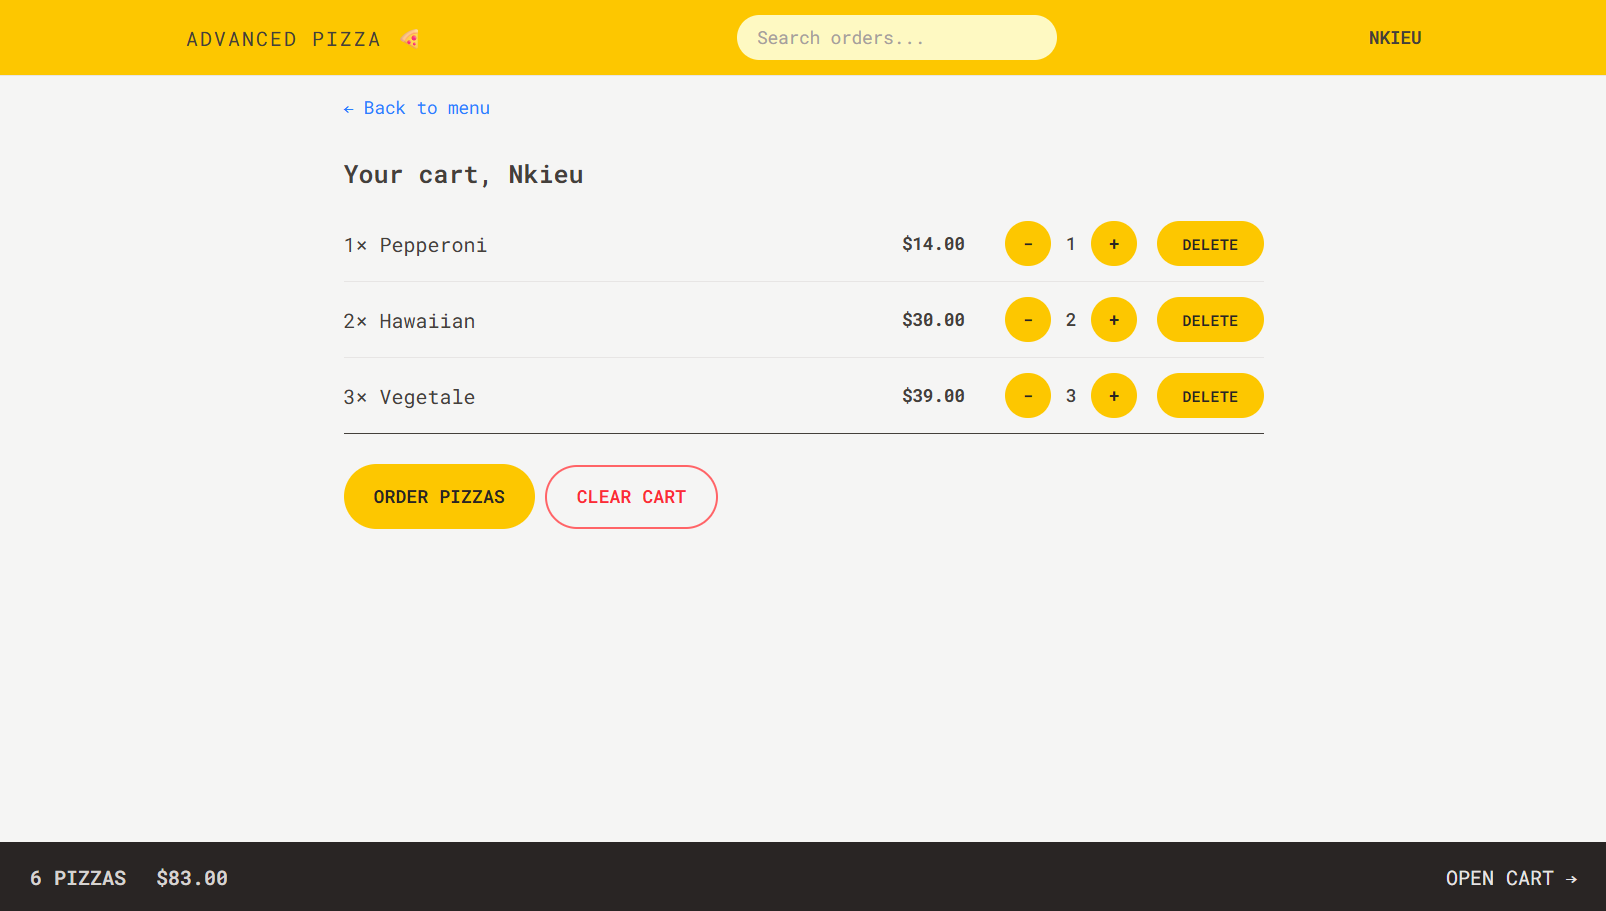 ADVANCED PIZZA 🍕 Search orders... NKIEU
← Back to menu
Your cart, Nkieu
1× Pepperoni $14.00 - 1 + DELETE
2× Hawaiian $30.00 - 2 + DELETE
3× Vegetale $39.00 - 3 + DELETE
ORDER PIZZAS CLEAR CART
6 PIZZAS $83.00 OPEN CART →